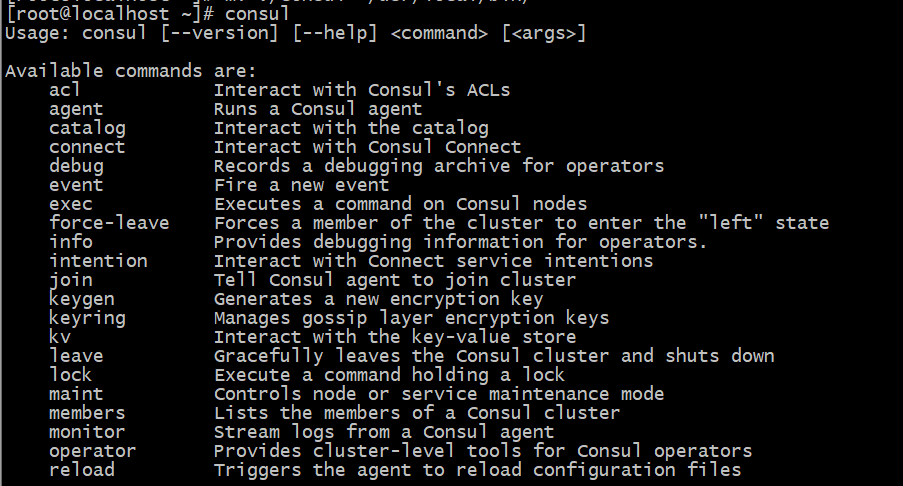 [root@localhost ~]# consul
Usage: consul [--version] [--help] <command> [<args>]
Available commands are:
acl Interact with Consul's ACLs
agent Runs a Consul agent
catalog Interact with the catalog
connect Interact with Consul Connect
debug Records a debugging archive for operators
event Fire a new event
exec Executes a command on Consul nodes
force-leave Forces a member of the cluster to enter the "left" state
info Provides debugging information for operators.
intention Interact with Connect service intentions
join Tell Consul agent to join cluster
keygen Generates a new encryption key
keyring Manages gossip layer encryption keys
kv Interact with the key-value store
leave Gracefully leaves the Consul cluster and shuts down
lock Execute a command holding a lock
maint Controls node or service maintenance mode
members Lists the members of a Consul cluster
monitor Stream logs from a Consul agent
operator Provides cluster-level tools for Consul operators
reload Triggers the agent to reload configuration files